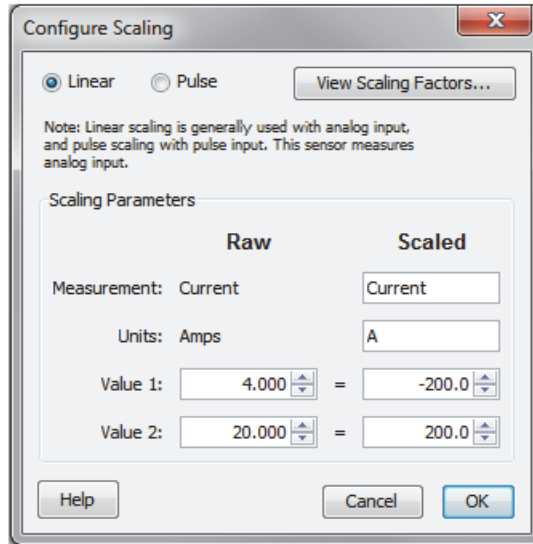 Configure Scaling
Linear Pulse View Scaling Factors...
Note: Linear scaling is generally used with analog input,
and pulse scaling with pulse input. This sensor measures
analog input.
Scaling Parameters
Raw Scaled
Measurement: Current Current
Units: Amps A
Value 1: 4.000 = -200.0
Value 2: 20.000 = 200.0
Help Cancel OK